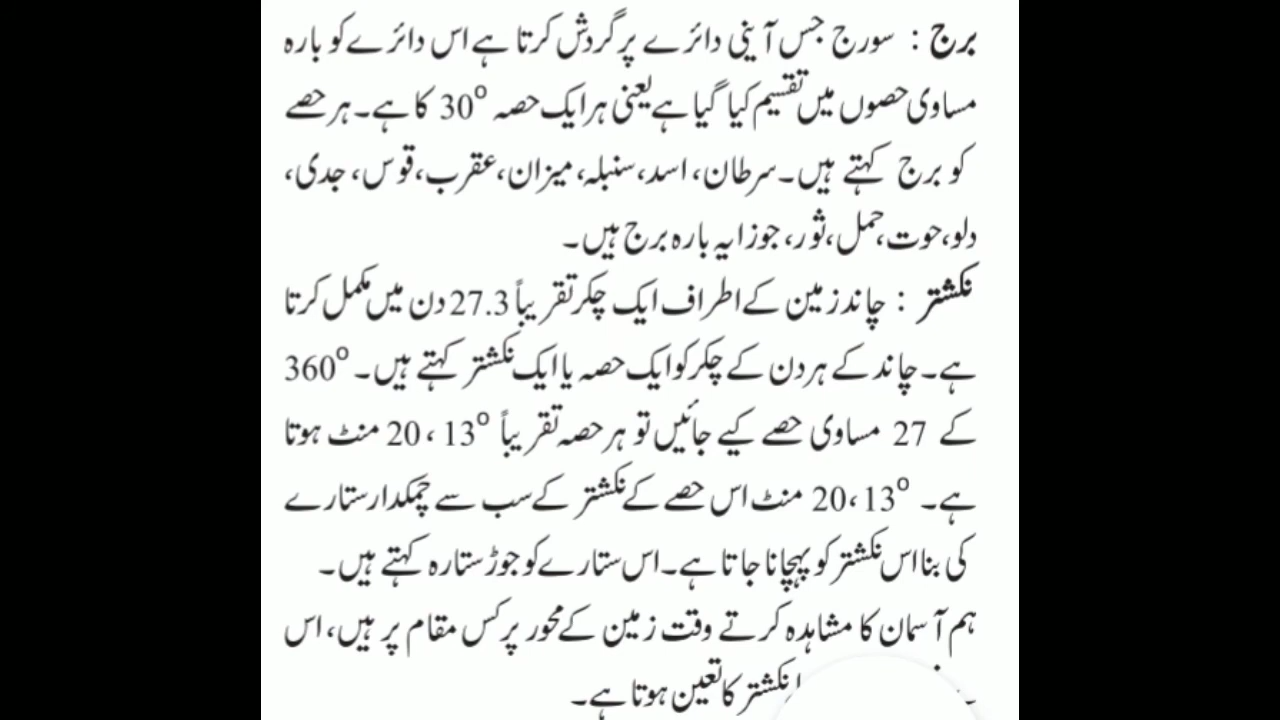 برج : سورج جس آیینی دائرے پر گردش کرتا ہے اس دائرے کو بارہ
مساوی حصوں میں تقسیم کیا گیا ہے یعنی ہر ایک حصہ 30° کا ہے۔ ہر حصے
کو برج کہتے ہیں۔ سرطان، اسد، سنبلہ، میزان، عقرب، قوس، جدی،
دلو، حوت، حمل، ثور، جوزا یہ بارہ برج ہیں۔
نکشتر : چاند زمین کے اطراف ایک چکر تقریباً 27.3 دن میں مکمل کرتا
ہے۔ چاند کے ہر دن کے چکر کو ایک حصہ یا ایک نکشتر کہتے ہیں۔ 360°
کے 27 مساوی حصے کیے جائیں تو ہر حصہ تقریباً 13°، 20 منٹ ہوتا
ہے۔ 13°، 20 منٹ اس حصے کے نکشتر کے سب سے چمکدار ستارے
کی بنا اس نکشتر کو پہچانا جاتا ہے۔ اس ستارے کو جوڑ ستارہ کہتے ہیں۔
ہم آسمان کا مشاہدہ کرتے وقت زمین کے محور پر کس مقام پر ہیں، اس
نکشتر کا تعین ہوتا ہے۔